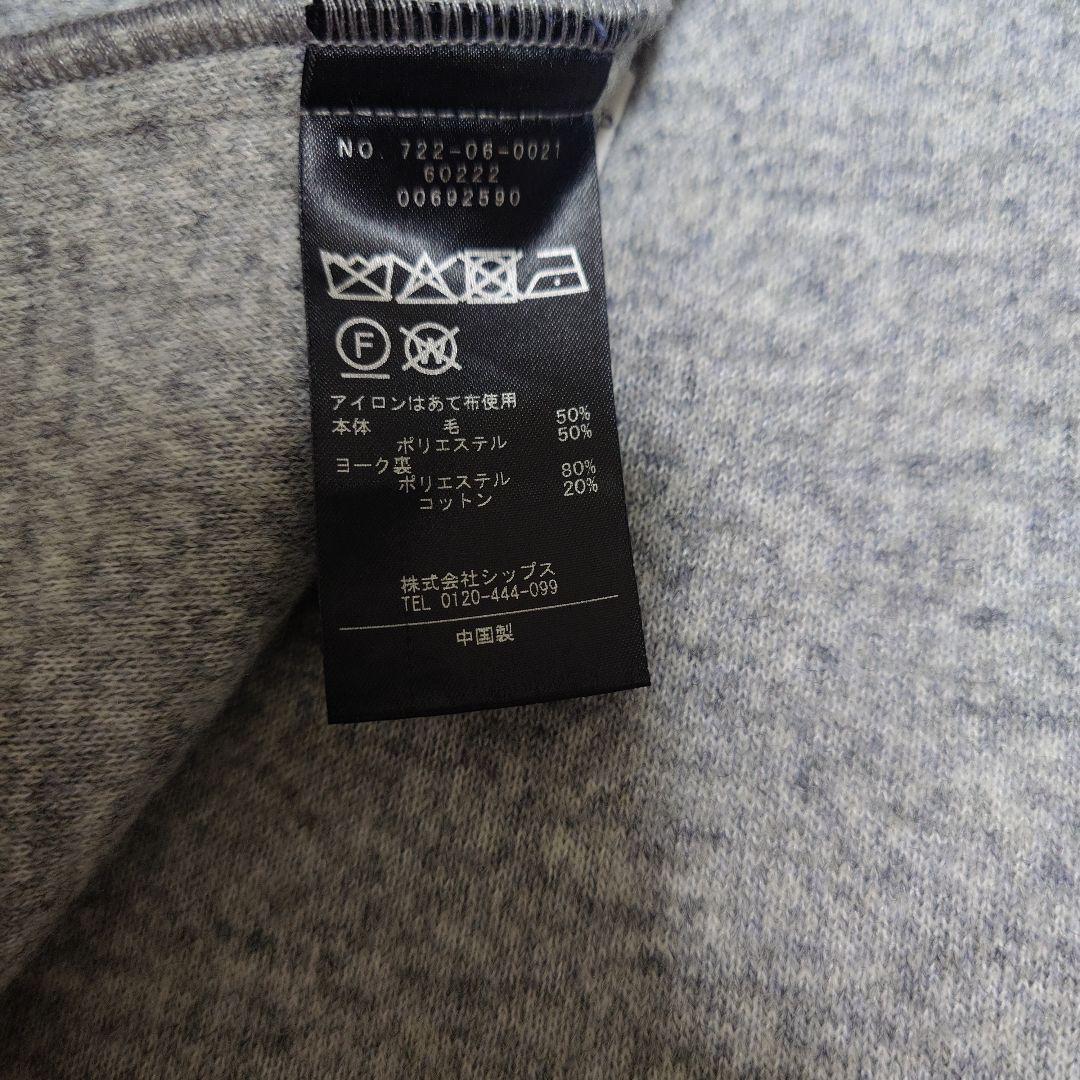 NO. 722-06-0021
60222
00692590
F W
アイロンはあて布使用
本体 毛 50%
ポリエステル 50%
ヨーク裏
ポリエステル 80%
コットン 20%
株式会社シップス
TEL 0120-444-099
中国製